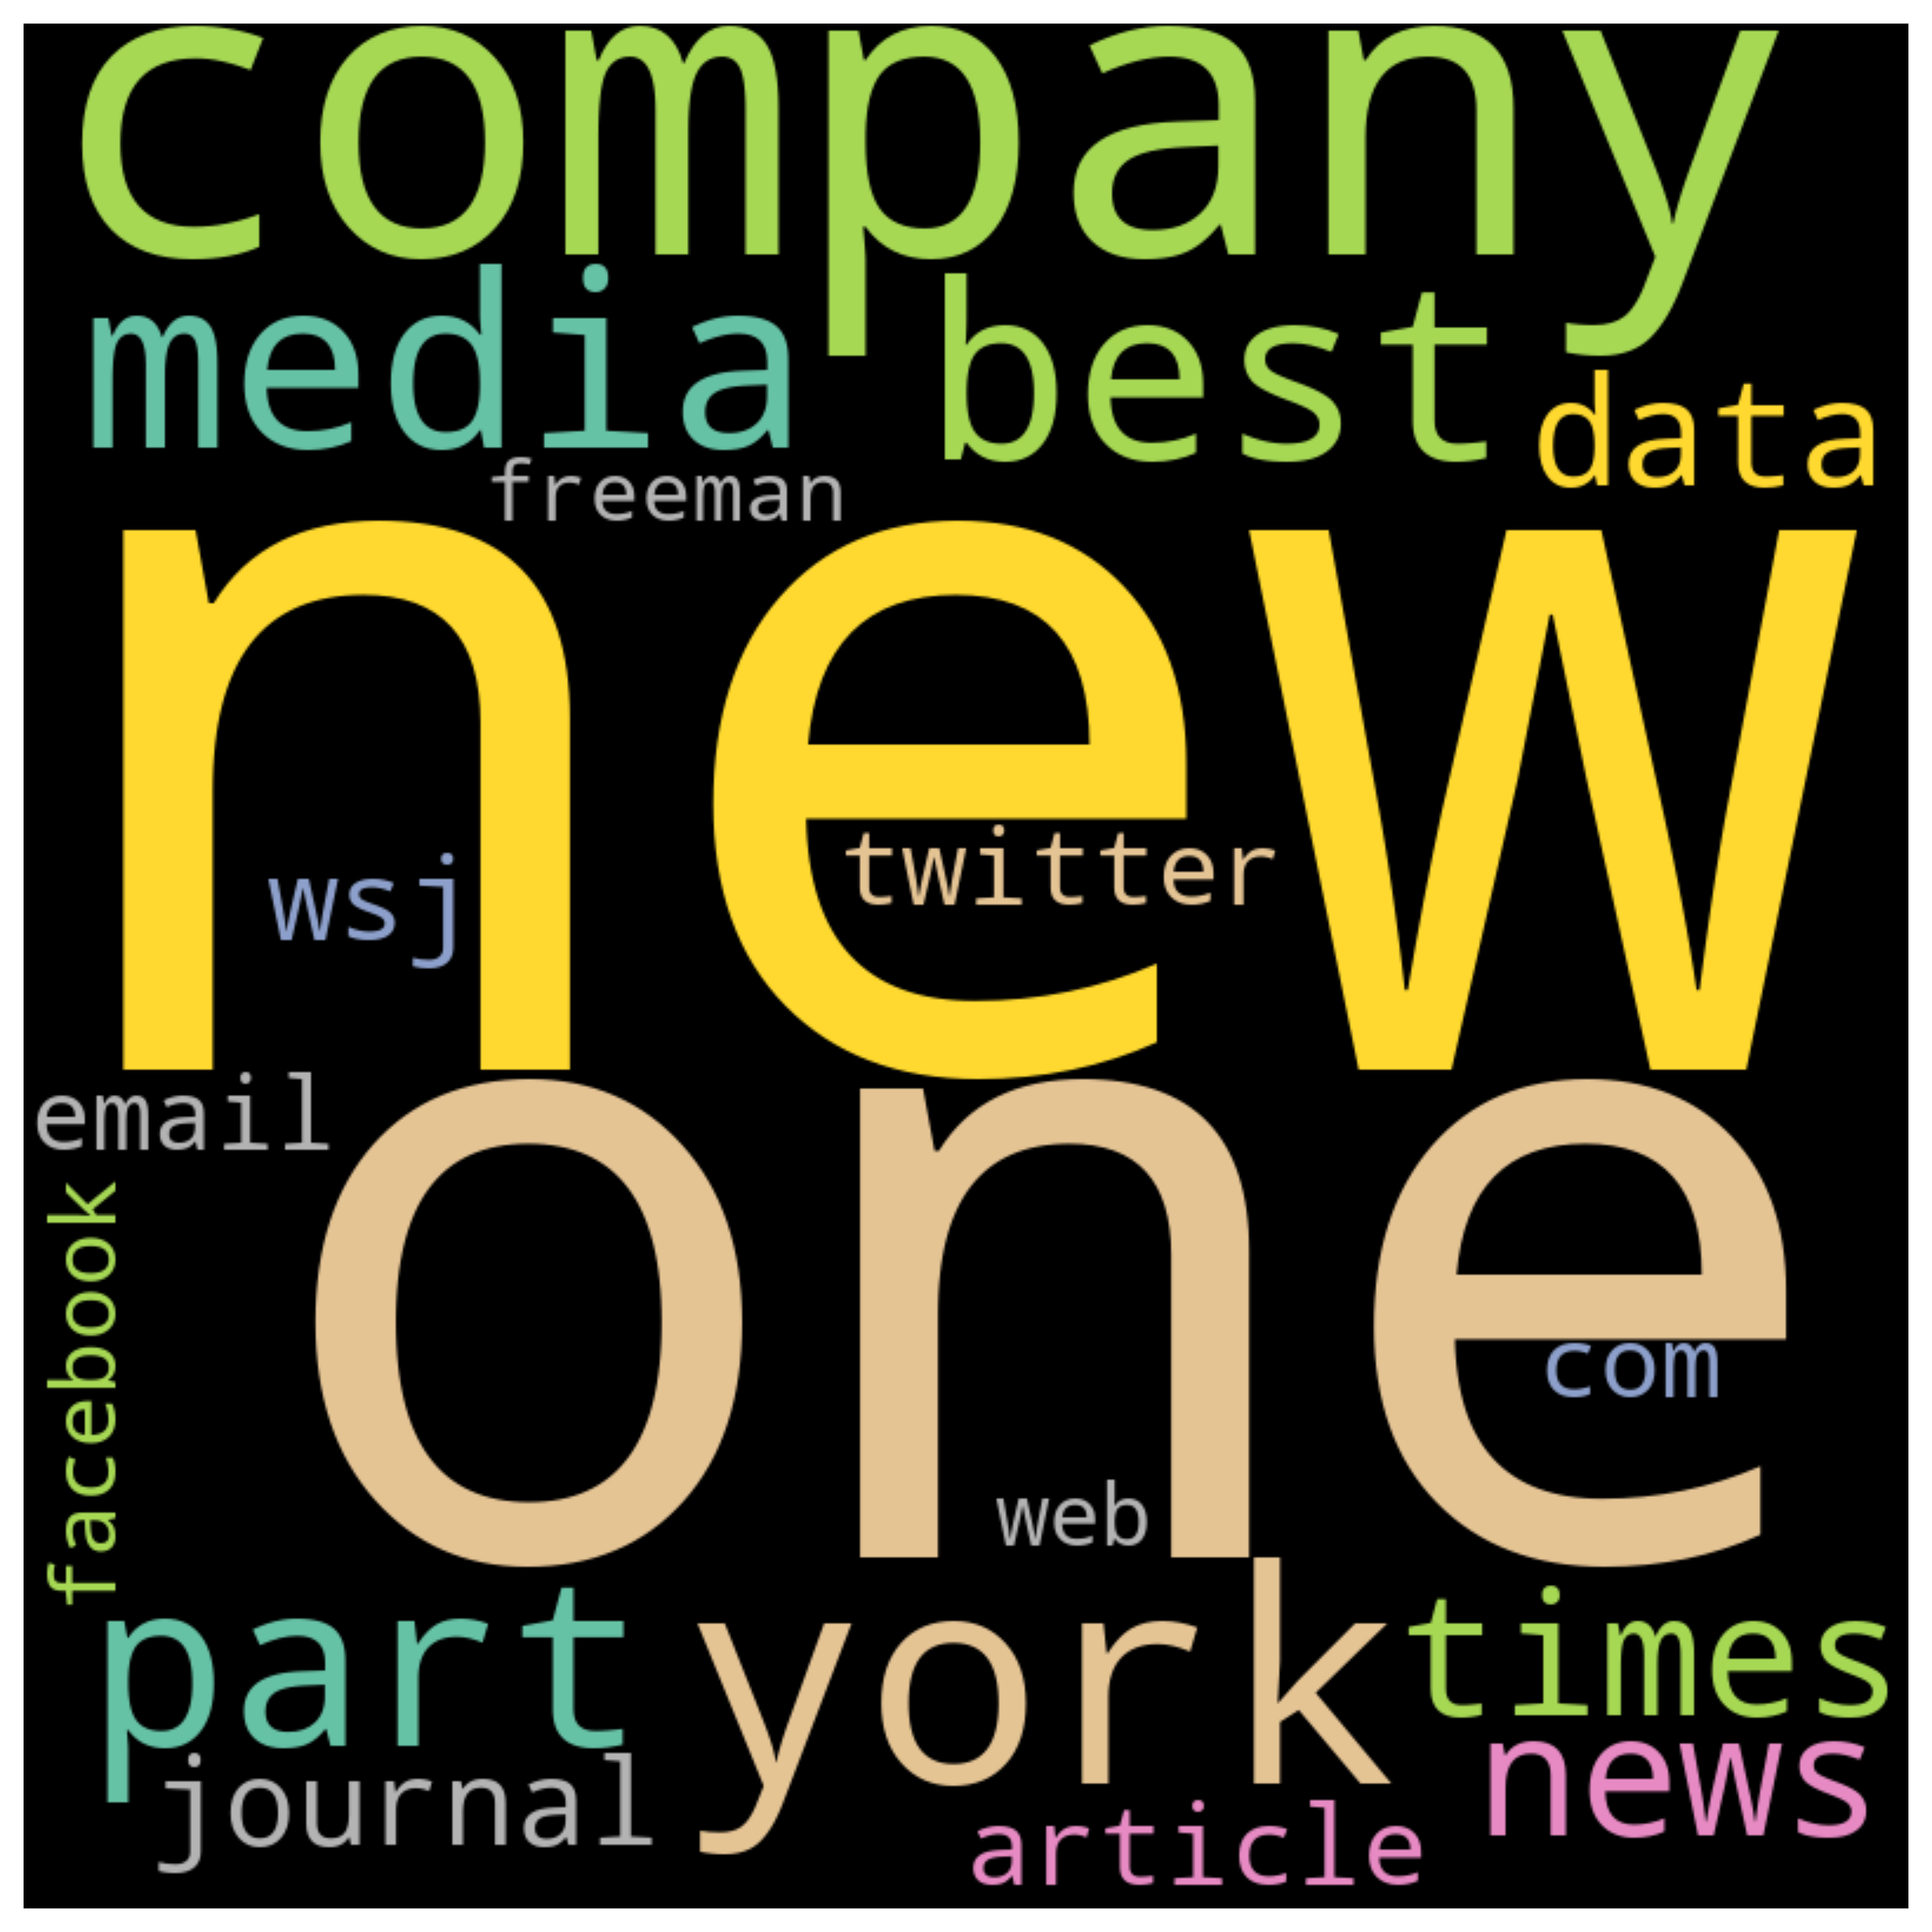 company
media best
data
freeman
new
twitter
wsj
email
one
facebook
com
web
part york times
news
journal
article